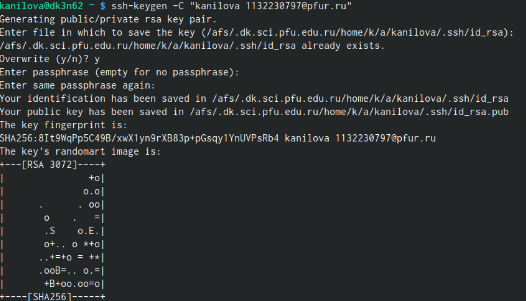 kanilova@dk3n62 ~ $ ssh-keygen -C "kanilova 1132230797@pfur.ru"
Generating public/private rsa key pair.
Enter file in which to save the key (/afs/.dk.sci.pfu.edu.ru/home/k/a/kanilova/.ssh/id_rsa):
/afs/.dk.sci.pfu.edu.ru/home/k/a/kanilova/.ssh/id_rsa already exists.
Overwrite (y/n)? y
Enter passphrase (empty for no passphrase):
Enter same passphrase again:
Your identification has been saved in /afs/.dk.sci.pfu.edu.ru/home/k/a/kanilova/.ssh/id_rsa
Your public key has been saved in /afs/.dk.sci.pfu.edu.ru/home/k/a/kanilova/.ssh/id_rsa.pub
The key fingerprint is:
SHA256:8It9WqPp5C49B/xwX1yn9rXB83p+pGsqy1YnUVPsRb4 kanilova 1132230797@pfur.ru
The key's randomart image is:
+---[RSA 3072]----+
|               +o|
|              o.o|
|      .      . oo|
|       o    .   =|
|       .S    o.E.|
|       o+.. o *+o|
|      ..+=+o = +*|
|      .ooB=.. o.=|
|       +B+oo.oo=o|
+----[SHA256]-----+